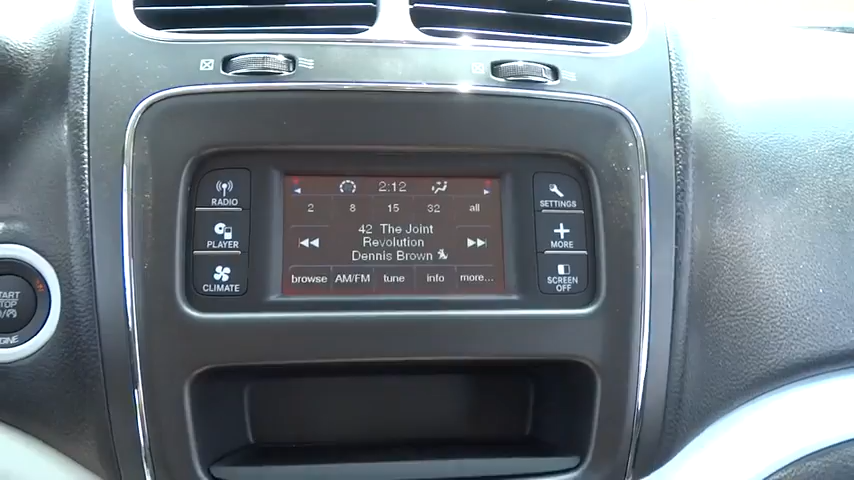 RADIO
PLAYER
CLIMATE
2:12
2 8 15 32 all
42 The Joint
Revolution
Dennis Brown
browse AM/FM tune info more...
SETTINGS
MORE
SCREEN
OFF
START
STOP
ENGINE